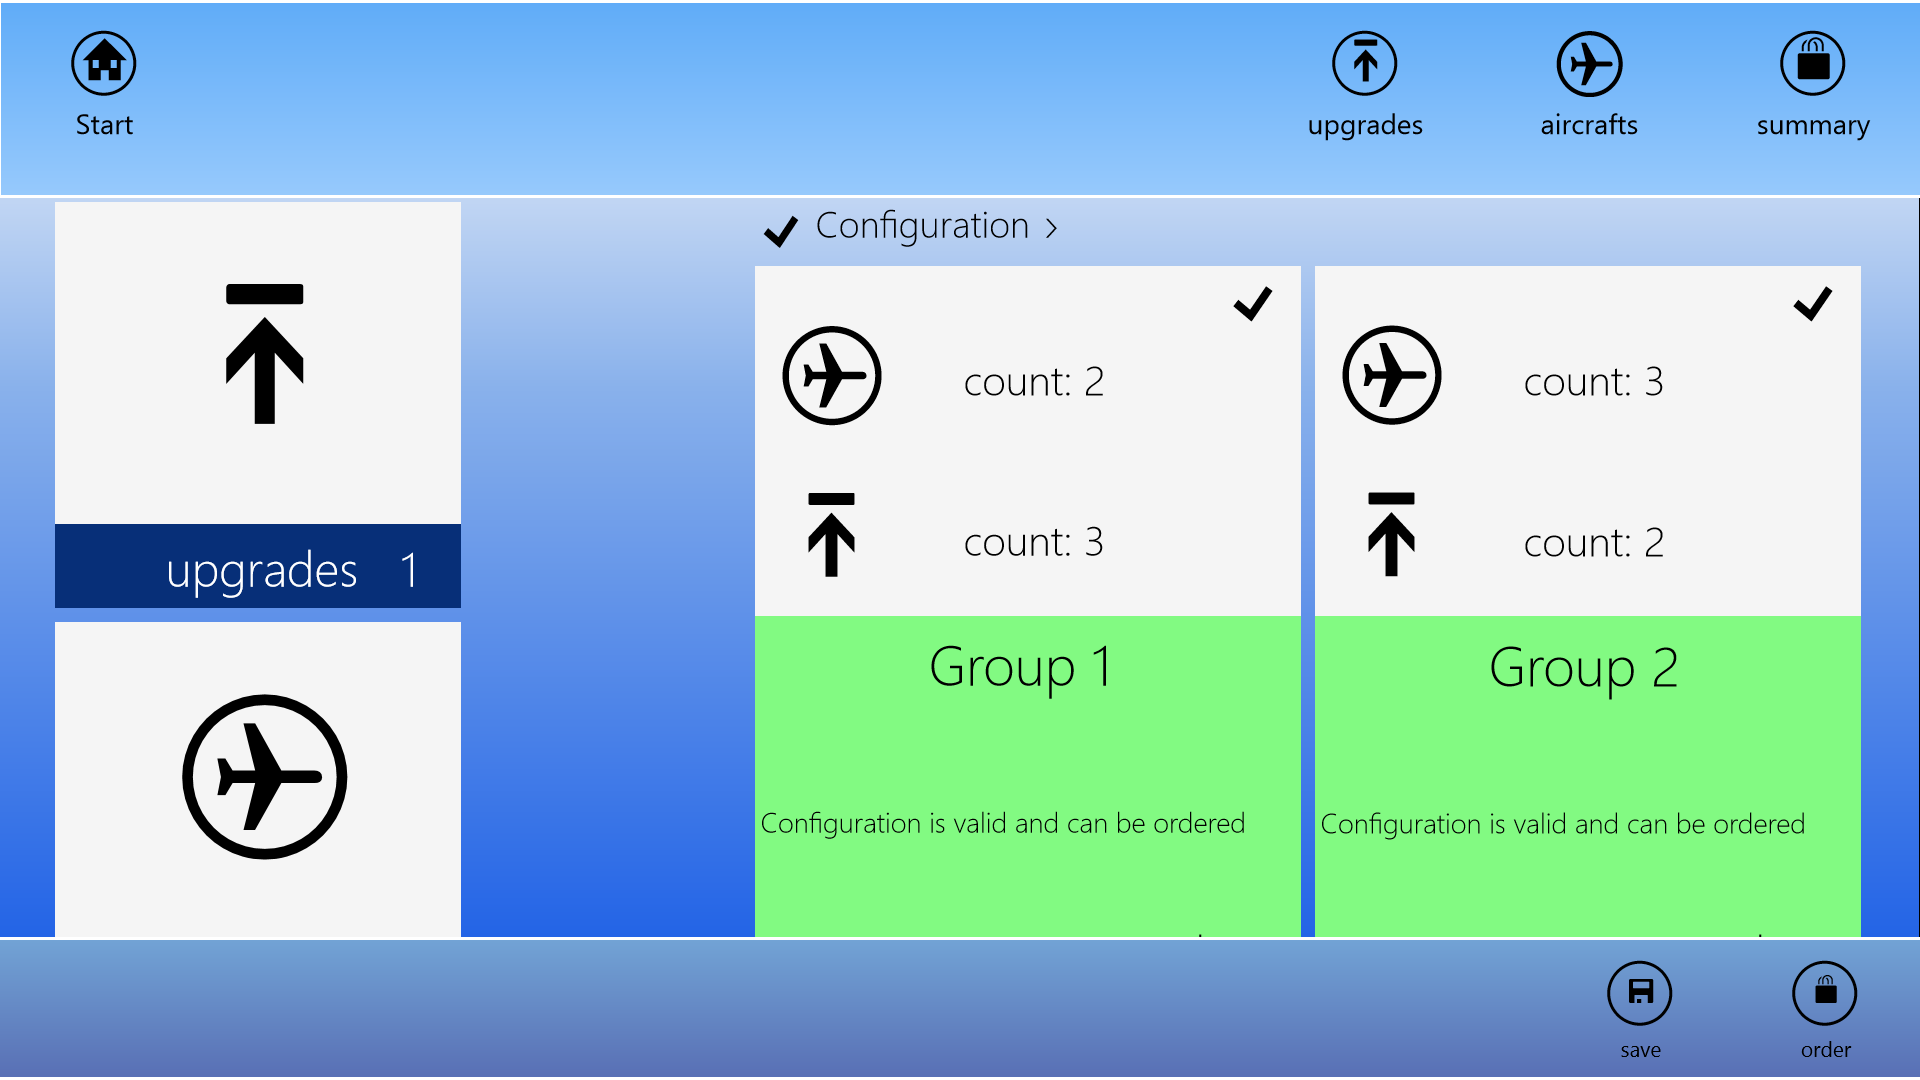 Start
upgrades
aircrafts
summary
upgrades 1
Configuration >
count: 2
count: 3
Group 1
Configuration is valid and can be ordered
count: 3
count: 2
Group 2
Configuration is valid and can be ordered
save
order